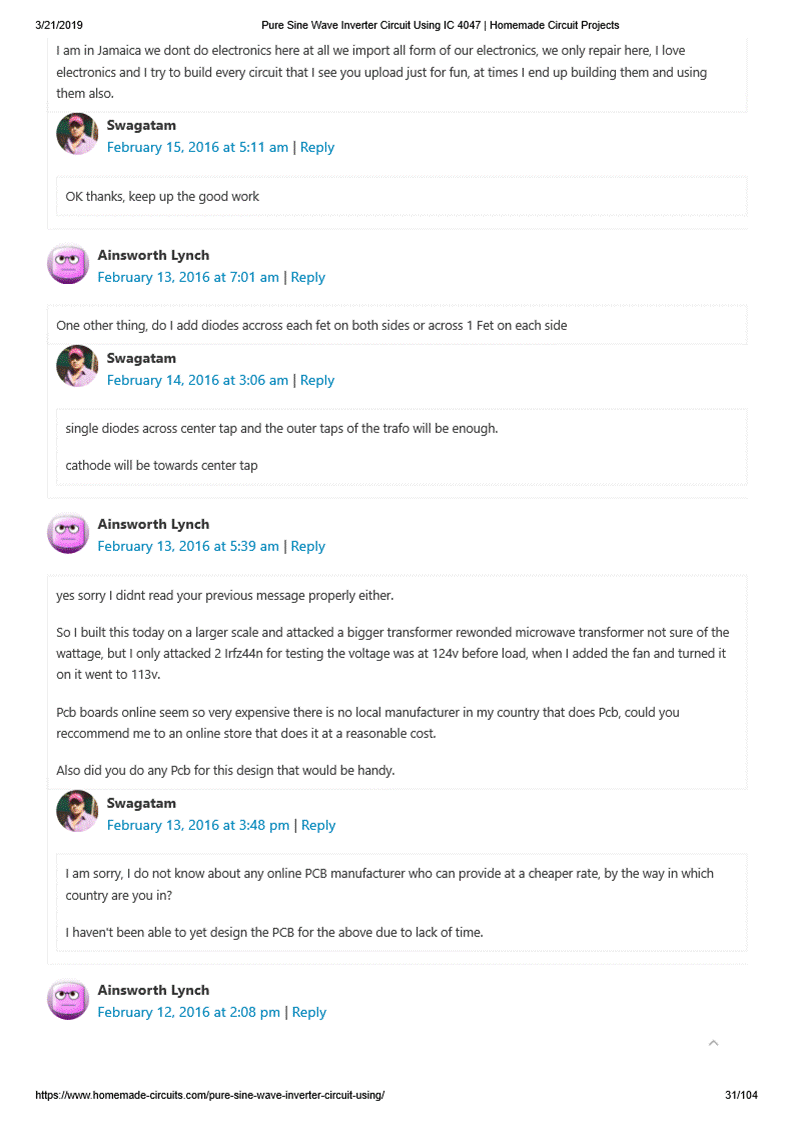 3/21/2019
Pure Sine Wave Inverter Circuit Using IC 4047 | Homemade Circuit Projects
I am in Jamaica we dont do electronics here at all we import all form of our electronics, we only repair here, I love
electronics and I try to build every circuit that I see you upload just for fun, at times I end up building them and using
them also.
Swagatam
February 15, 2016 at 5:11 am | Reply
OK thanks, keep up the good work
Ainsworth Lynch
February 13, 2016 at 7:01 am | Reply
One other thing, do I add diodes accross each fet on both sides or across 1 Fet on each side
Swagatam
February 14, 2016 at 3:06 am | Reply
single diodes across center tap and the outer taps of the trafo will be enough.
cathode will be towards center tap
Ainsworth Lynch
February 13, 2016 at 5:39 am | Reply
yes sorry I didnt read your previous message properly either.
So I built this today on a larger scale and attacked a bigger transformer rewonded microwave transformer not sure of the
wattage, but I only attacked 2 Irfz44n for testing the voltage was at 124v before load, when I added the fan and turned it
on it went to 113v.
Pcb boards online seem so very expensive there is no local manufacturer in my country that does Pcb, could you
reccommend me to an online store that does it at a reasonable cost.
Also did you do any Pcb for this design that would be handy.
Swagatam
February 13, 2016 at 3:48 pm | Reply
I am sorry, I do not know about any online PCB manufacturer who can provide at a cheaper rate, by the way in which
country are you in?
I haven't been able to yet design the PCB for the above due to lack of time.
Ainsworth Lynch
February 12, 2016 at 2:08 pm | Reply
https://www.homemade-circuits.com/pure-sine-wave-inverter-circuit-using/
31/104